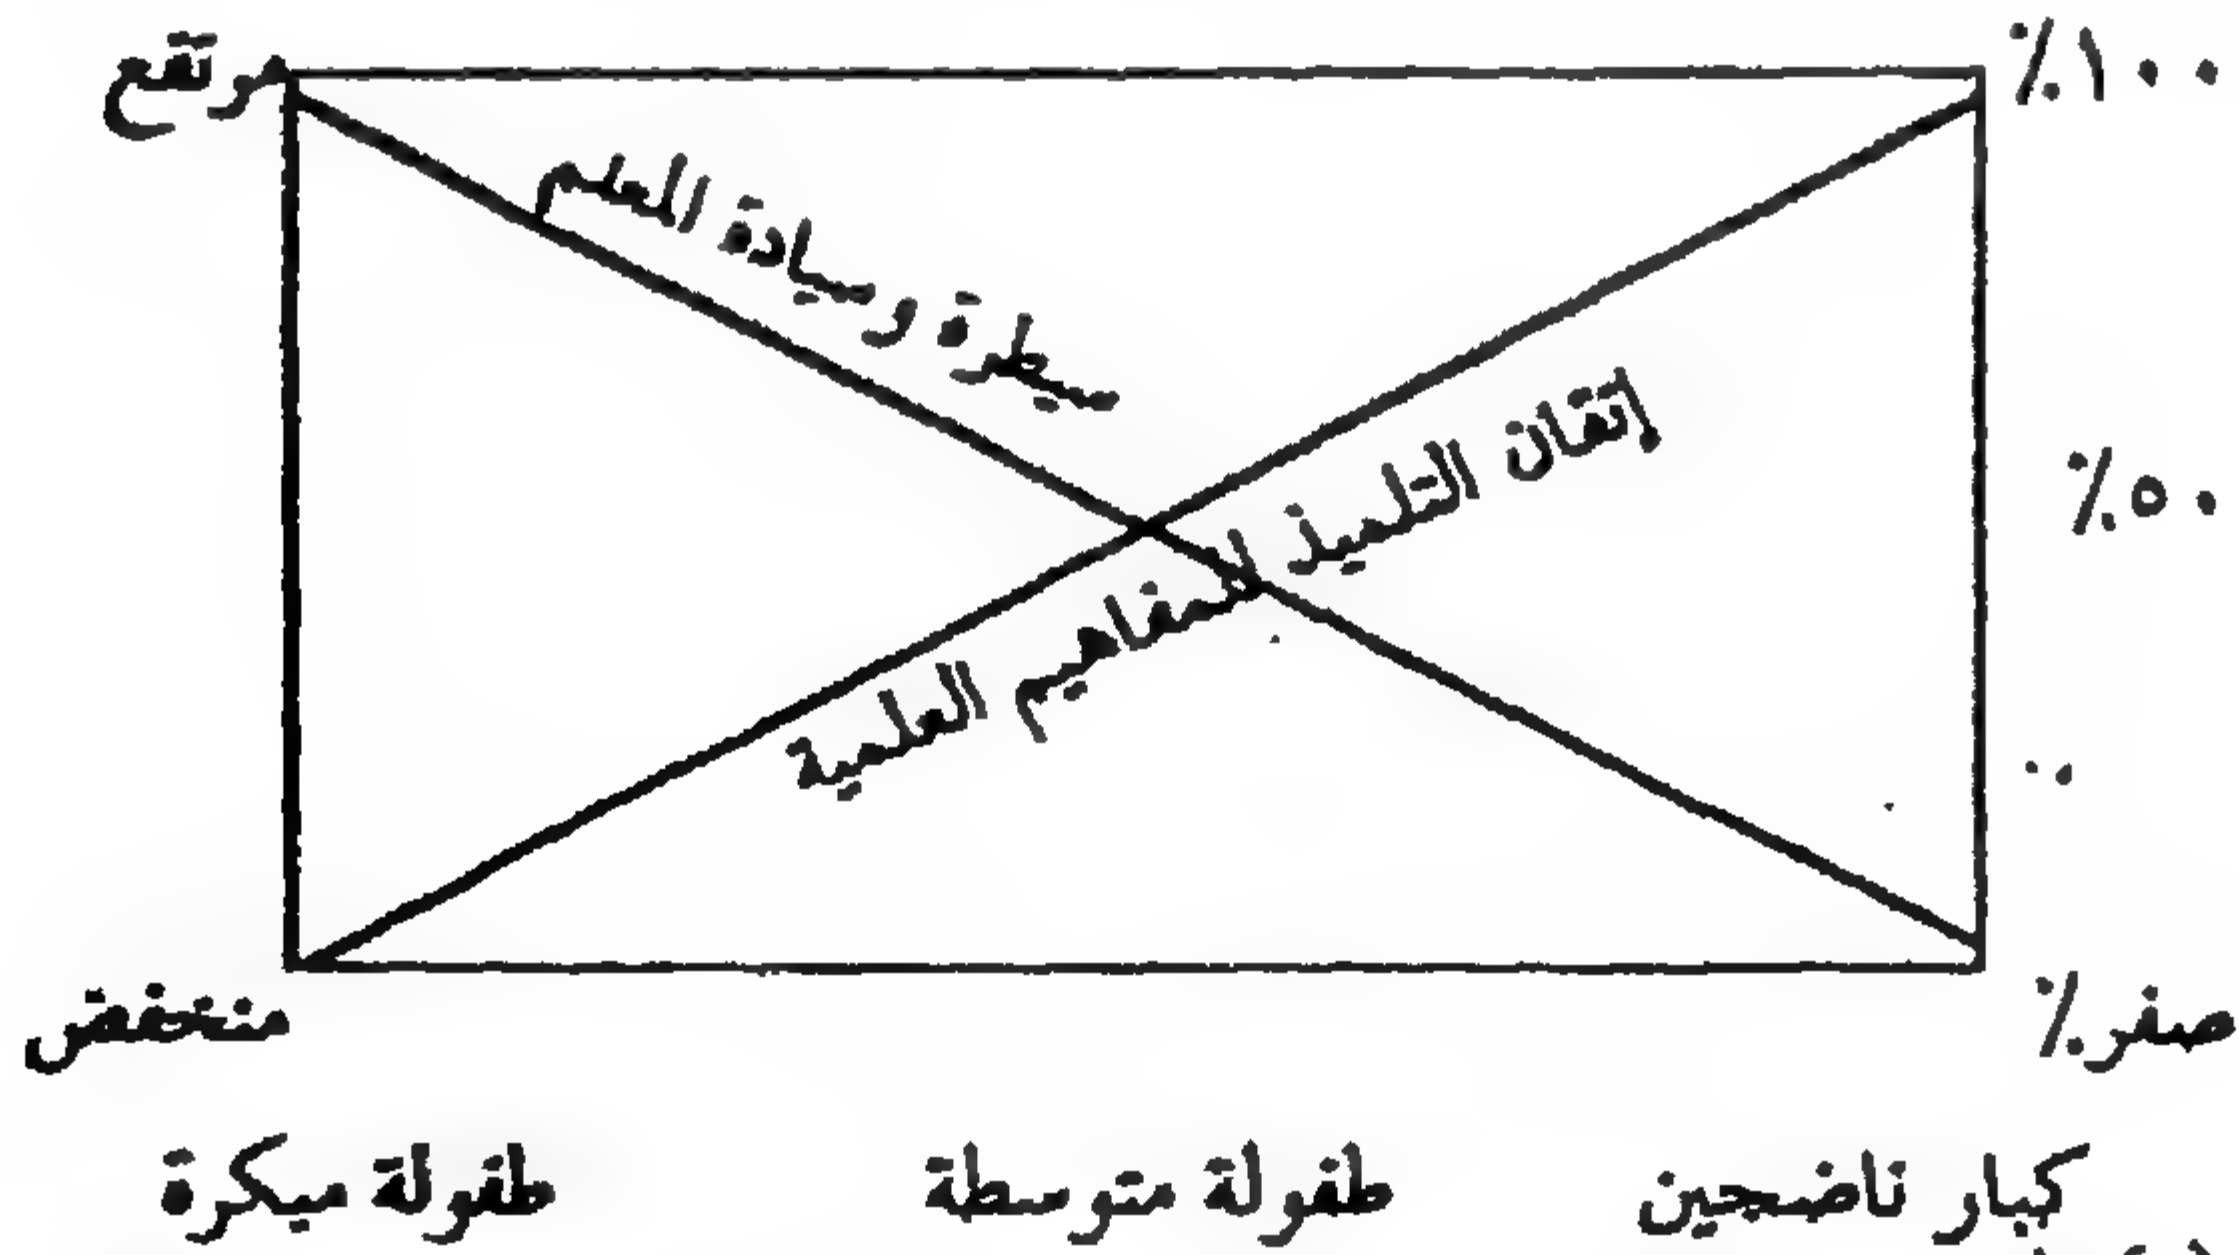 ٪١٠٠
مرتفع
سيطرة وسيادة المعلم
إتقان التلميذ للمفاهيم العلمية
٪٥٠
صفر٪
منخفض
كبار ناضجين
طفولة متوسطة
طفولة مبكرة